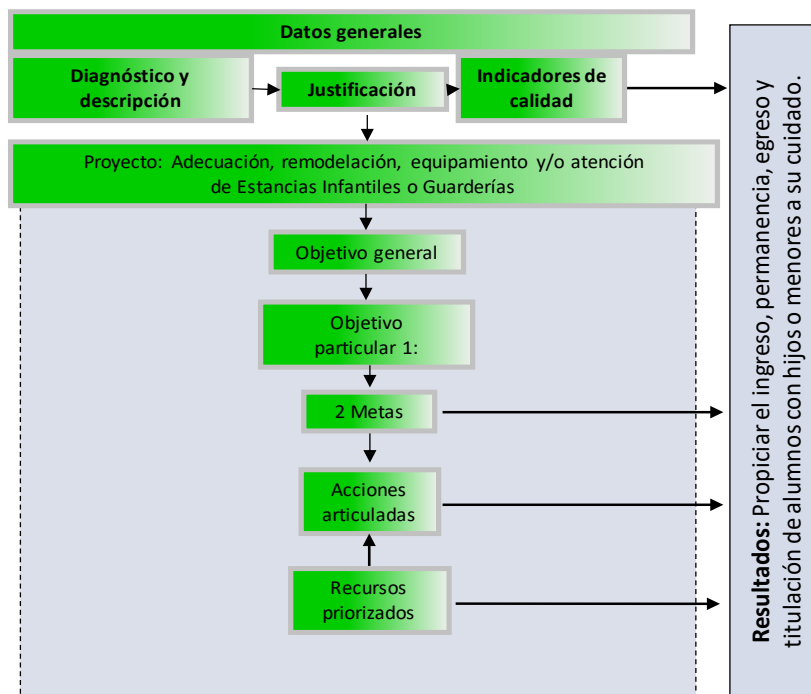 Datos generales
Diagnóstico y
descripción
Justificación
Indicadores de
calidad
Proyecto: Adecuación, remodelación, equipamiento y/o atención
de Estancias Infantiles o Guarderías
Objetivo general
Objetivo
particular 1:
2 Metas
Acciones
articuladas
Recursos
priorizados
Resultados: Propiciar el ingreso, permanencia, egreso y
titulación de alumnos con hijos o menores a su cuidado.